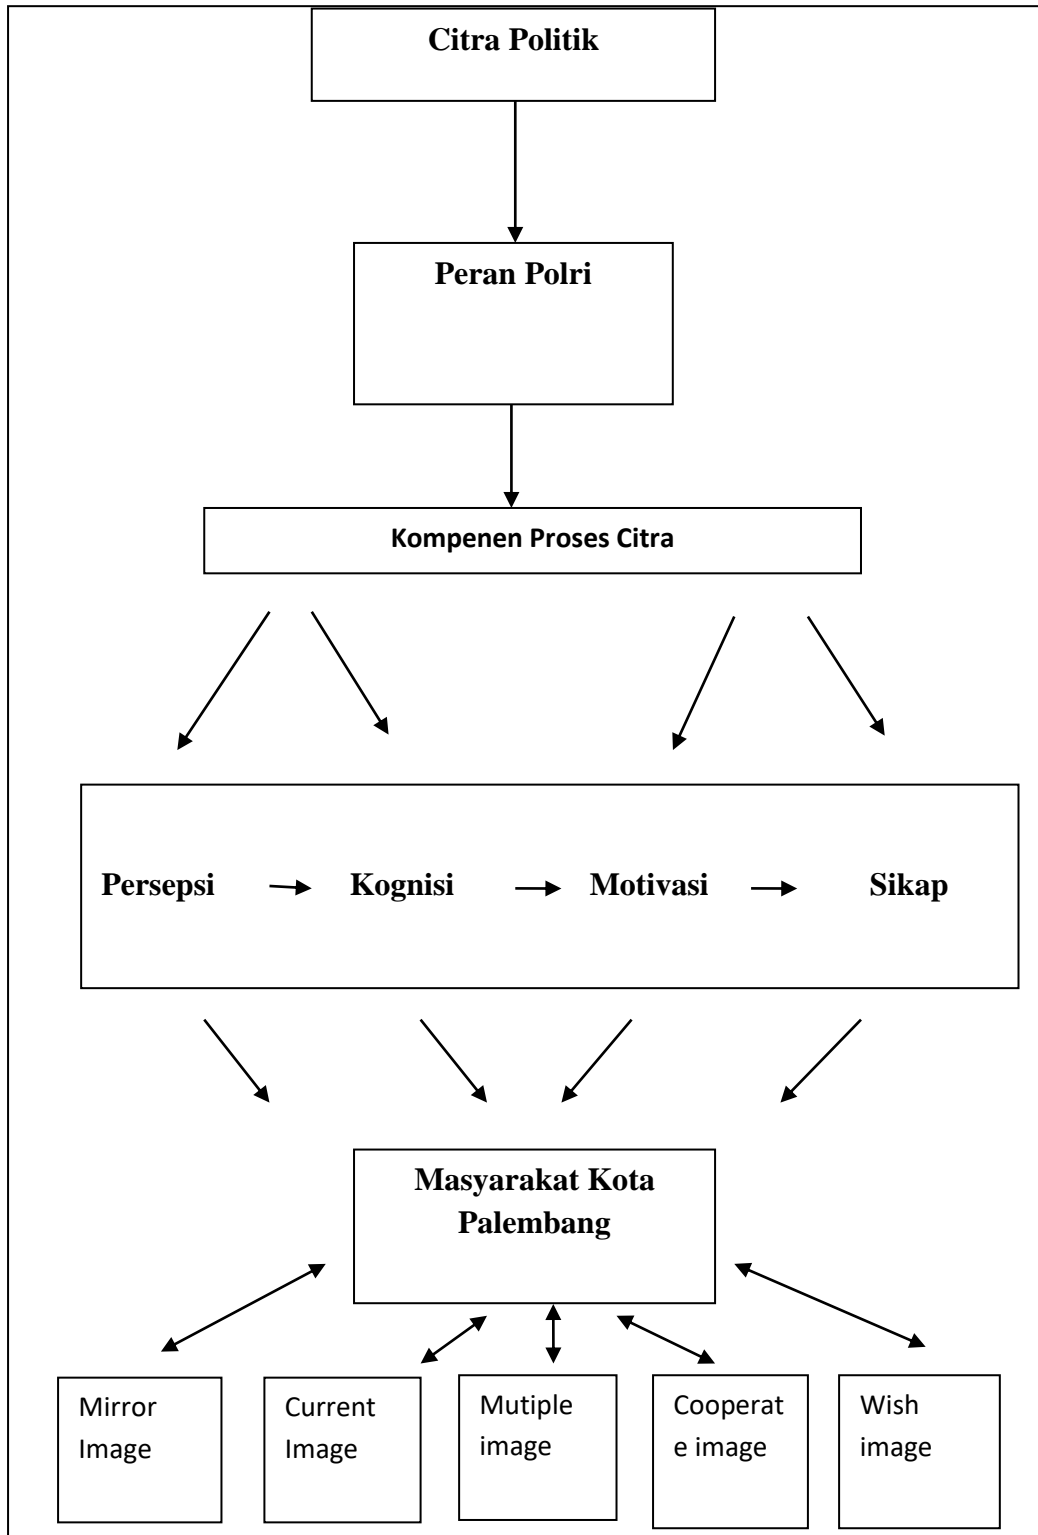 Citra Politik
Peran Polri
Kompenen Proses Citra
Persepsi Kognisi Motivasi Sikap
Masyarakat Kota
Palembang
Mirror
Image
Current
Image
Mutiple
image
Cooperat
e image
Wish
image